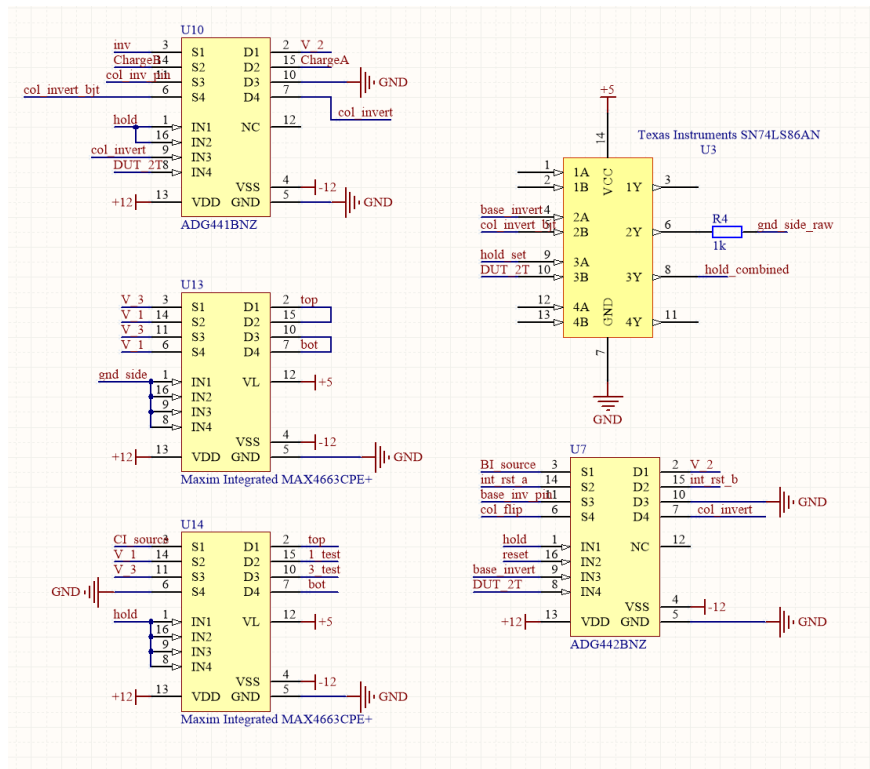 U10
inv 3 S1 D1 2 V_2
ChargeB 14 S2 D2 15 ChargeA
col_inv_pin 11 S3 D3 10 GND
col_invert_bjt 6 S4 D4 7
col_invert
hold 1 IN1 NC 12
16 IN2
col_invert 9 IN3
DUT_2T 8 IN4
VSS 4 -12
+12 13 VDD GND 5 GND
ADG441BNZ
U13
V_3 3 S1 D1 2 top
V_1 14 S2 D2 15
V_3 11 S3 D3 10
V_1 6 S4 D4 7 bot
gnd_side 1 IN1 VL 12 +5
16 IN2
9 IN3
8 IN4
VSS 4 -12
+12 13 VDD GND 5 GND
Maxim Integrated MAX4663CPE+
U14
CI_source 3 S1 D1 2 top
V_1 14 S2 D2 15 1_test
V_3 11 S3 D3 10 3_test
GND 6 S4 D4 7 bot
hold 1 IN1 VL 12 +5
16 IN2
9 IN3
8 IN4
VSS 4 -12
+12 13 VDD GND 5 GND
Maxim Integrated MAX4663CPE+
+5
Texas Instruments SN74LS86AN
U3
14
VCC
1 1A
2 1B 1Y 3
base_invert 4 2A
col_invert_bjt 5 2B 2Y 6 R4 gnd_side_raw
1k
hold_set 9 3A
DUT_2T 10 3B 3Y 8 hold_combined
12 4A
13 4B 4Y 11
GND
7
GND
U7
BI_source 3 S1 D1 2 V_2
int_rst_a 14 S2 D2 15 int_rst_b
base_inv_pin 11 S3 D3 10 GND
col_flip 6 S4 D4 7 col_invert
hold 1 IN1 NC 12
reset 16 IN2
base_invert 9 IN3
DUT_2T 8 IN4
VSS 4 -12
+12 13 VDD GND 5 GND
ADG442BNZ